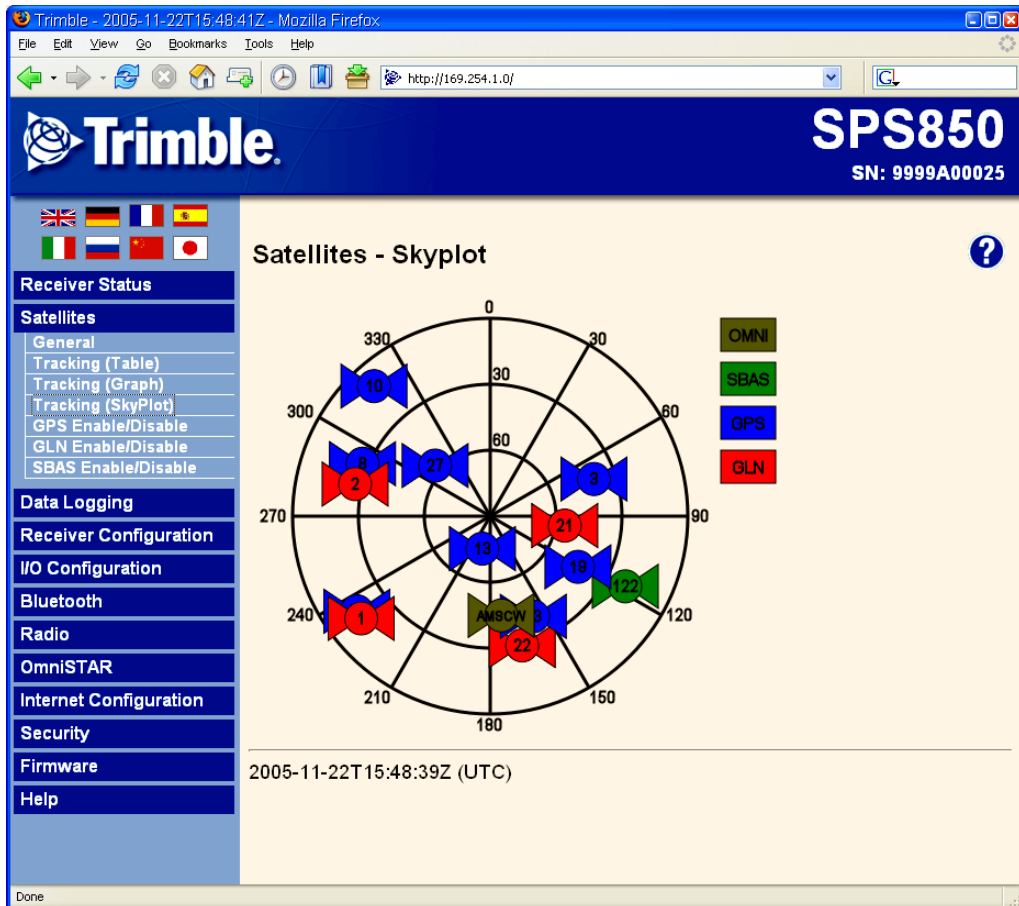 Trimble - 2005-11-22T15:48:41Z - Mozilla Firefox
File Edit View Go Bookmarks Tools Help
http://169.254.1.0/
G
Trimble.
SPS850
SN: 9999A00025
Receiver Status
Satellites
General
Tracking (Table)
Tracking (Graph)
Tracking (SkyPlot)
GPS Enable/Disable
GLN Enable/Disable
SBAS Enable/Disable
Data Logging
Receiver Configuration
I/O Configuration
Bluetooth
Radio
OmniSTAR
Internet Configuration
Security
Firmware
Help
Satellites - Skyplot
?
0
330
30
10
30
300
60
60
8
27
3
2
270
90
21
13
19
122
240
1
AMSCW
3
120
22
210
150
180
OMNI
SBAS
GPS
GLN
2005-11-22T15:48:39Z (UTC)
Done